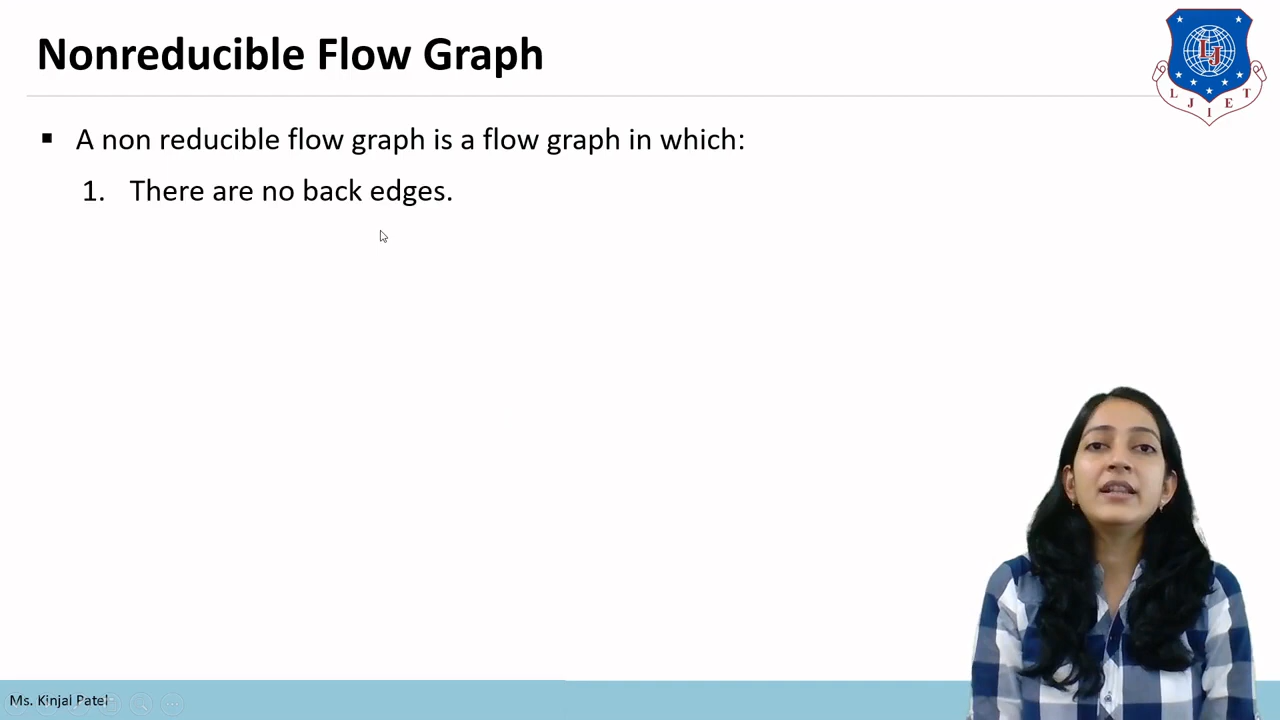 Nonreducible Flow Graph
▪ A non reducible flow graph is a flow graph in which:
1. There are no back edges.
L J I E T
LJ
Ms. Kinjal Patel